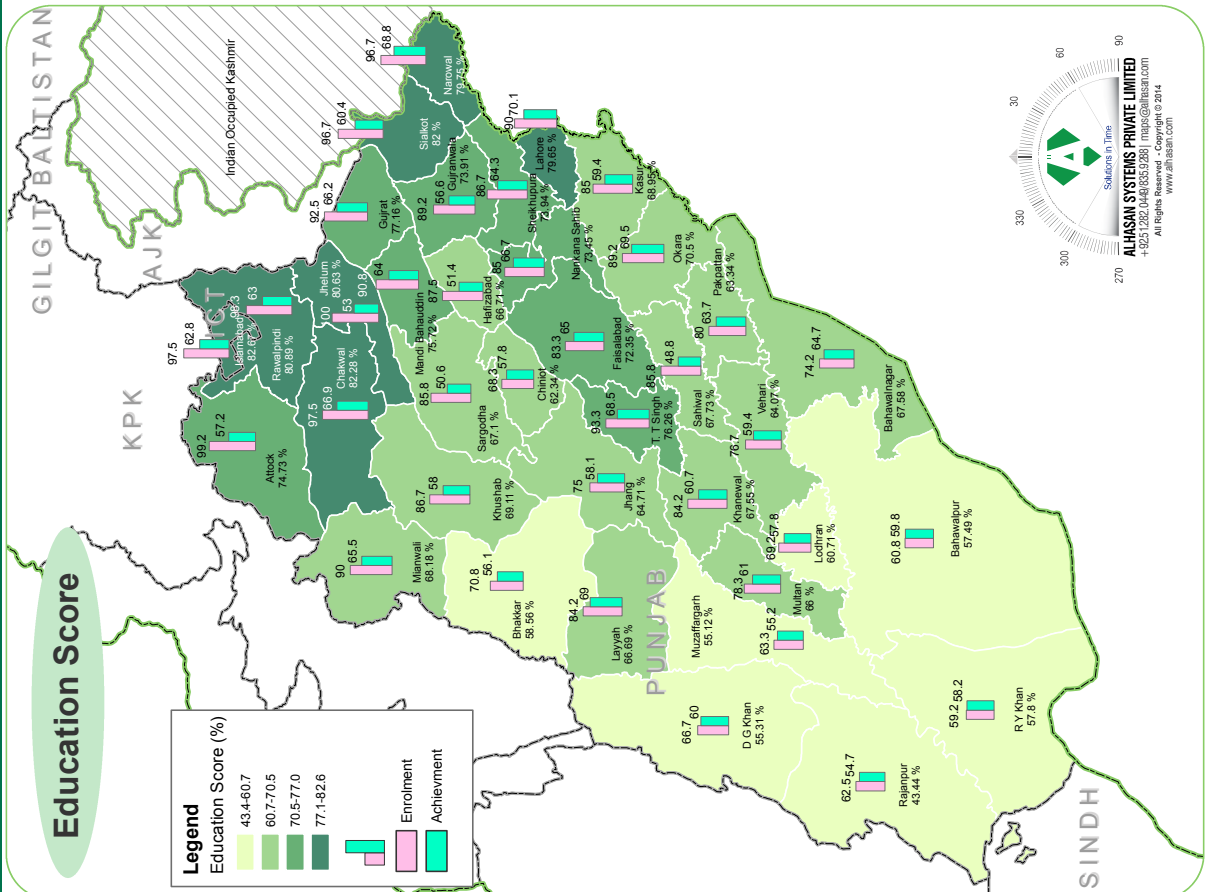 Education Score
GILGIT BALTISTAN
AJK
KPK
ICT
PUNJAB
SINDH
Indian Occupied Kashmir
97.5 62.8
Islamabad
98.3 63
Rawalpindi
80.89 %
99.2 57.2
Attock
74.73 %
97.5 66.9
Chakwal
82.28 %
100 53
Jhelum
80.63 %
96.7 68.8
Narowal
79.75 %
96.7 60.4
Sialkot
82 %
92.5 66.2
Gujrat
77.16 %
89.2 56.6
Gujranwala
73.91 %
90.8 64
Mandi Bahauddin
75.72 %
87.5 51.4
Hafizabad
66.71 %
86.7 64.3
Sheikhupura
73.94 %
90 70.1
Lahore
79.65 %
85 66.7
Nankana Sahib
73.45 %
85 59.4
Kasur
68.95 %
89.2 69.5
Okara
70.5 %
85.8 50.6
Sargodha
67.1 %
68.3 57.8
Chiniot
62.34 %
83.3 65
Faisalabad
72.35 %
86.7 58
Khushab
69.11 %
90 65.5
Mianwali
68.18 %
70.8 56.1
Bhakkar
58.56 %
75 58.1
Jhang
64.71 %
93.3 68.5
T. T Singh
76.26 %
85.8 48.8
Sahiwal
67.73 %
80 63.7
Pakpattan
63.34 %
84.2 69
Layyah
66.69 %
84.2 60.7
Khanewal
67.55 %
76.7 59.4
Vehari
64.07 %
74.2 64.7
Bahawalnagar
67.58 %
63.3 55.2
Muzaffargarh
55.12 %
78.3 61
Multan
66 %
69.2 57.8
Lodhran
60.71 %
60.8 59.8
Bahawalpur
57.49 %
66.7 60
D G Khan
55.31 %
62.5 54.7
Rajanpur
43.44 %
59.2 58.2
R Y Khan
57.8 %
Legend
Education Score (%)
43.4-60.7
60.7-70.5
70.5-77.0
77.1-82.6
Enrolment
Achievment
270
300
330
30
60
90
Solutions in Time
ALHASAN SYSTEMS PRIVATE LIMITED
+92.51.282.0449/835.9288 | maps@alhasan.com
All Rights Reserved - Copyright © 2014
www.alhasan.com